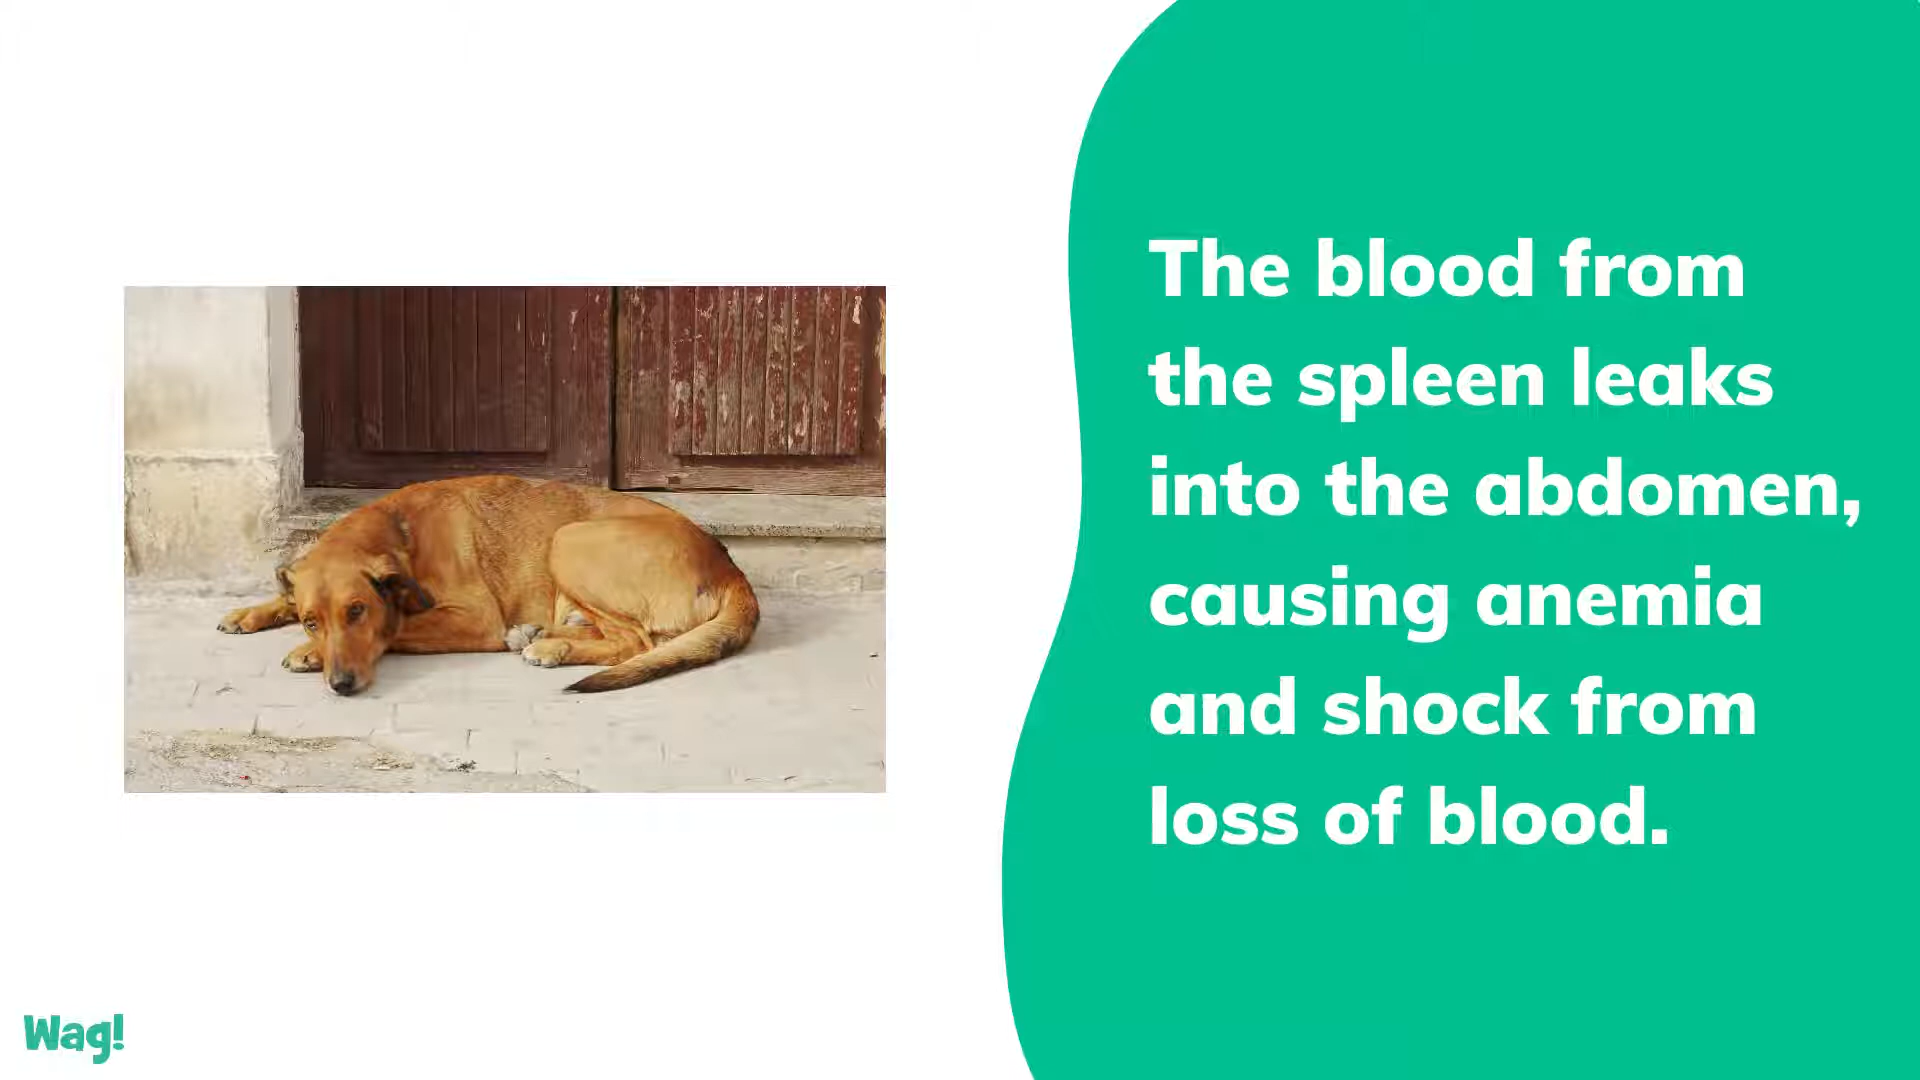 The blood from
the spleen leaks
into the abdomen,
causing anemia
and shock from
loss of blood.
Wag!